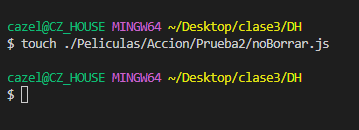 cazel@CZ_HOUSE MINGW64 ~/Desktop/clase3/DH
$ touch ./Peliculas/Accion/Prueba2/noBorrar.js
cazel@CZ_HOUSE MINGW64 ~/Desktop/clase3/DH
$